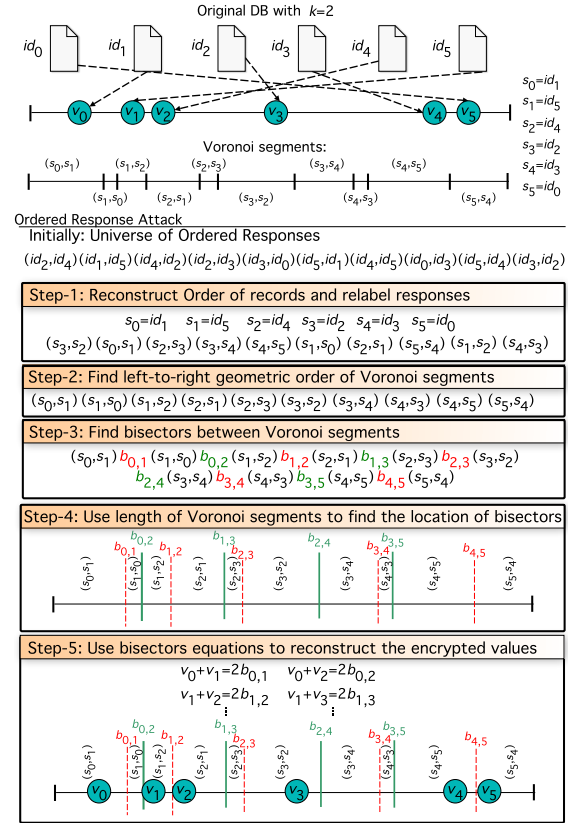 Original DB with k=2
id0 id1 id2 id3 id4 id5
s0=id1
s1=id5
s2=id4
s3=id2
s4=id3
s5=id0
v0 v1 v2 v3 v4 v5
Voronoi segments:
(s0,s1) (s1,s2) (s2,s3) (s3,s4) (s4,s5)
(s1,s0) (s2,s1) (s3,s2) (s4,s3) (s5,s4)
Ordered Response Attack
Initially: Universe of Ordered Responses
(id2,id4)(id1,id5)(id4,id2)(id2,id3)(id3,id0)(id5,id1)(id4,id5)(id0,id3)(id5,id4)(id3,id2)
Step-1: Reconstruct Order of records and relabel responses
s0=id1 s1=id5 s2=id4 s3=id2 s4=id3 s5=id0
(s3,s2)(s0,s1)(s2,s3)(s3,s4)(s4,s5)(s1,s0)(s2,s1)(s5,s4)(s1,s2)(s4,s3)
Step-2: Find left-to-right geometric order of Voronoi segments
(s0,s1)(s1,s0)(s1,s2)(s2,s1)(s2,s3)(s3,s2)(s3,s4)(s4,s3)(s4,s5)(s5,s4)
Step-3: Find bisectors between Voronoi segments
(s0,s1)b0,1(s1,s0)b0,2(s1,s2)b1,2(s2,s1)b1,3(s2,s3)b2,3(s3,s2)
b2,4(s3,s4)b3,4(s4,s3)b3,5(s4,s5)b4,5(s5,s4)
Step-4: Use length of Voronoi segments to find the location of bisectors
b0,2 b1,3 b2,4 b3,5
b0,1 b1,2 b2,3 b3,4 b4,5
(s0,s1) (s1,s0) (s1,s2) (s2,s1) (s2,s3) (s3,s2) (s3,s4) (s4,s3) (s4,s5) (s5,s4)
Step-5: Use bisectors equations to reconstruct the encrypted values
v0+v1=2b0,1 v0+v2=2b0,2
v1+v2=2b1,2 v1+v3=2b1,3
b0,2 b1,3 b2,4 b3,5
b0,1 b1,2 b2,3 b3,4 b4,5
(s0,s1) (s1,s0) (s1,s2) (s2,s1) (s2,s3) (s3,s2) (s3,s4) (s4,s3) (s4,s5) (s5,s4)
v0 v1 v2 v3 v4 v5